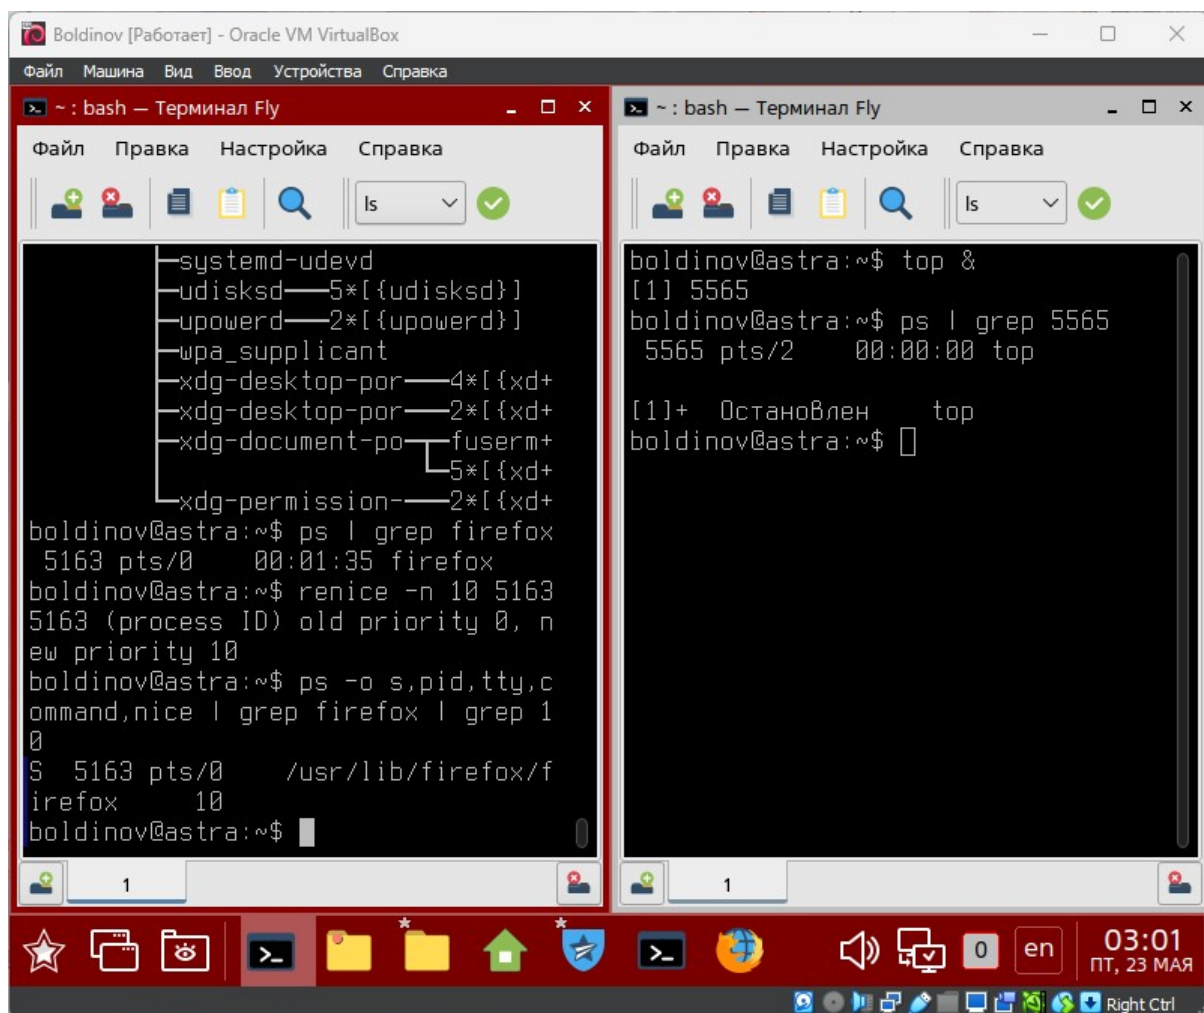 Boldinov [Работает] - Oracle VM VirtualBox
Файл Машина Вид Ввод Устройства Справка
~ : bash — Терминал Fly
Файл Правка Настройка Справка
ls
├─systemd-udevd
├─udisksd───5*[{udisksd}]
├─upowerd───2*[{upowerd}]
├─wpa_supplicant
├─xdg-desktop-por───4*[{xd+
├─xdg-desktop-por───2*[{xd+
├─xdg-document-po─┬─fuserm+
└─5*[{xd+
└─xdg-permission-───2*[{xd+
boldinov@astra:~$ ps | grep firefox
5163 pts/0 00:01:35 firefox
boldinov@astra:~$ renice -n 10 5163
5163 (process ID) old priority 0, n
ew priority 10
boldinov@astra:~$ ps -o s,pid,tty,c
ommand,nice | grep firefox | grep 1
0
S 5163 pts/0 /usr/lib/firefox/f
irefox 10
boldinov@astra:~$
1
~ : bash — Терминал Fly
Файл Правка Настройка Справка
ls
boldinov@astra:~$ top &
[1] 5565
boldinov@astra:~$ ps | grep 5565
5565 pts/2 00:00:00 top
[1]+ Остановлен top
boldinov@astra:~$
1
0 en 03:01
ПТ, 23 МАЯ
Right Ctrl